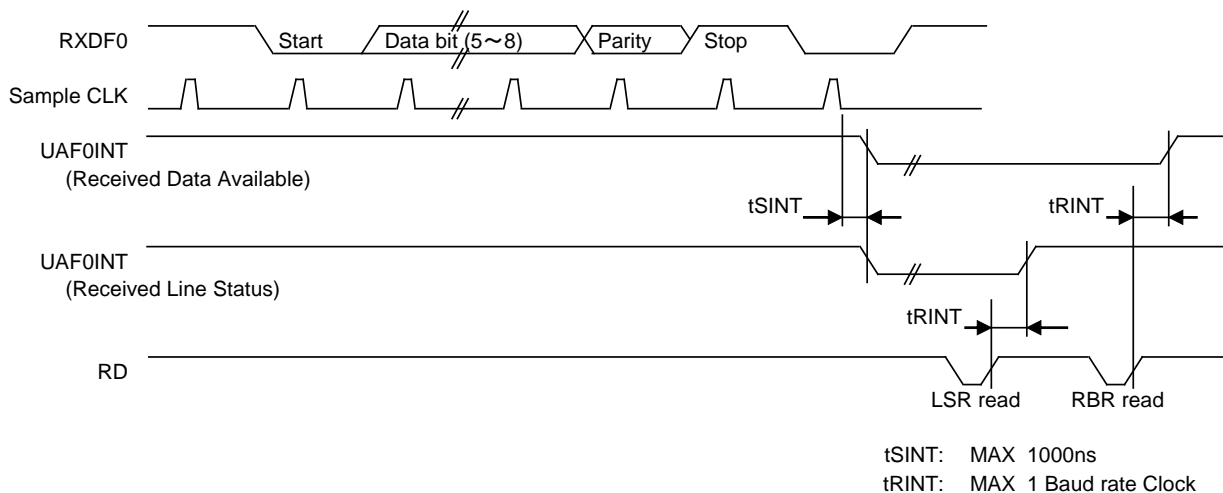 RXDF0
Start
Data bit (5～8)
Parity
Stop
Sample CLK
UAF0INT
(Received Data Available)
tSINT
tRINT
UAF0INT
(Received Line Status)
tRINT
RD
LSR read
RBR read
tSINT: MAX 1000ns
tRINT: MAX 1 Baud rate Clock